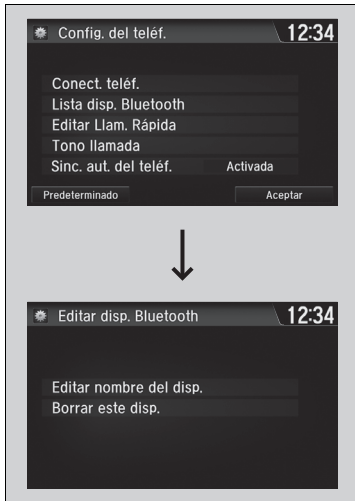 Config. del teléf.
12:34
Conect. teléf.
Lista disp. Bluetooth
Editar Llam. Rápida
Tono llamada
Sinc. aut. del teléf. Activada
Predeterminado Aceptar
Editar disp. Bluetooth
12:34
Editar nombre del disp.
Borrar este disp.